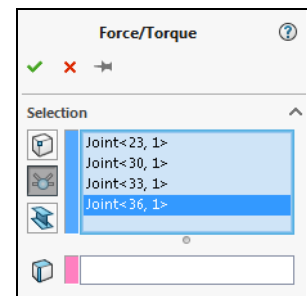 Force/Torque
Selection
Joint<23, 1>
Joint<30, 1>
Joint<33, 1>
Joint<36, 1>